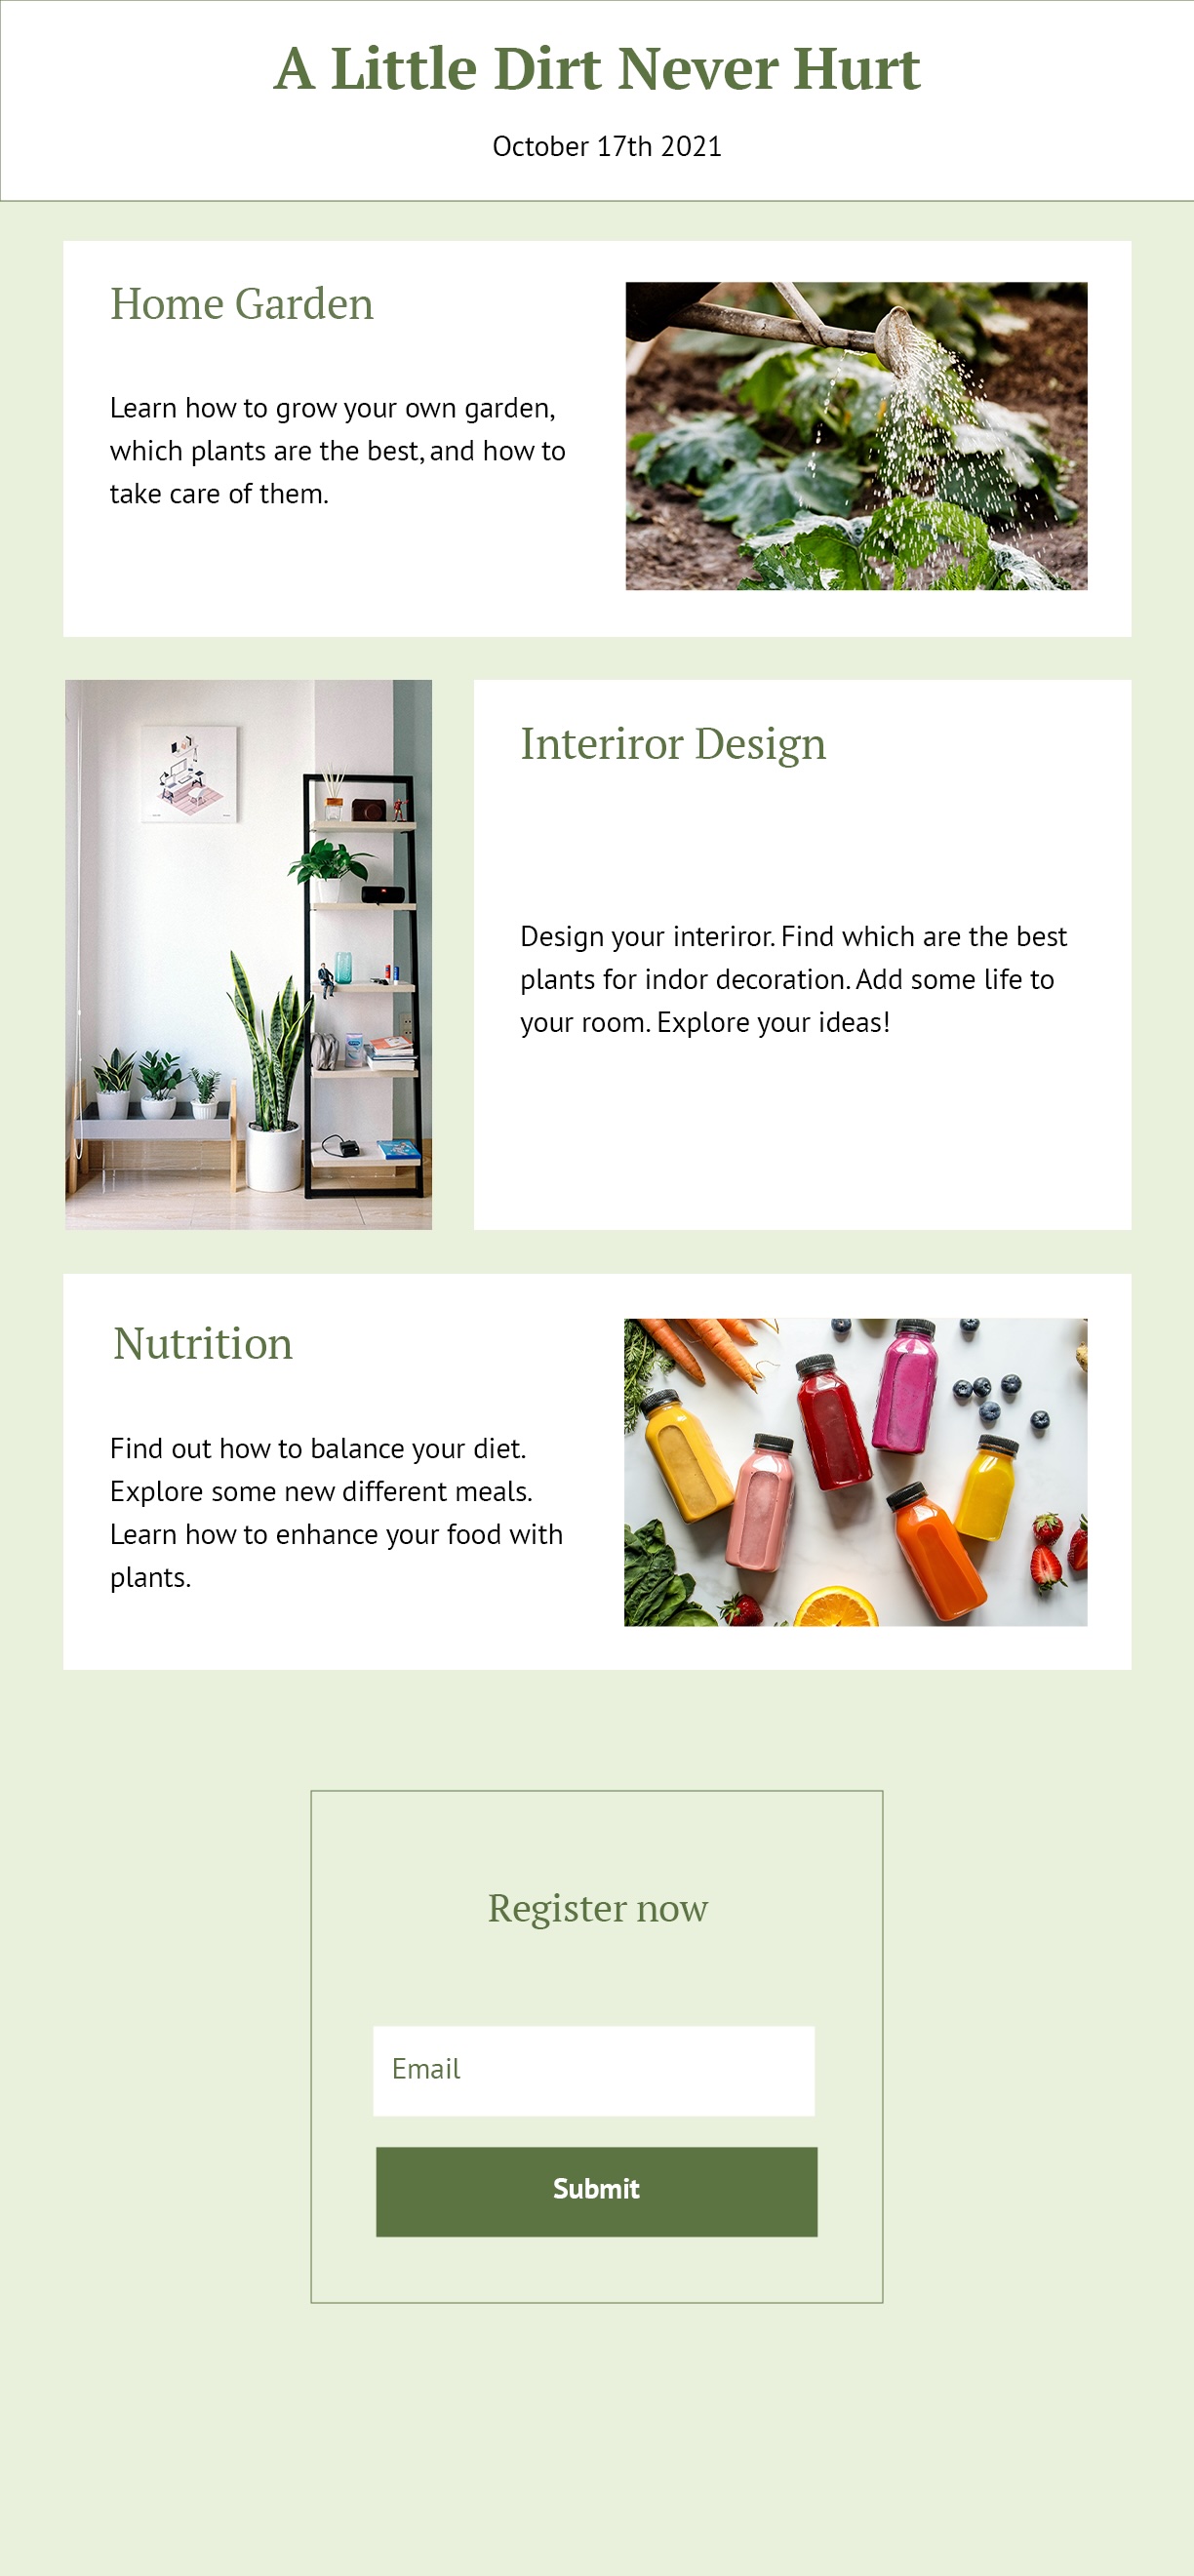 A Little Dirt Never Hurt
October 17th 2021
Home Garden
Learn how to grow your own garden,
which plants are the best, and how to
take care of them.
Interiror Design
Design your interiror. Find which are the best
plants for indor decoration. Add some life to
your room. Explore your ideas!
Nutrition
Find out how to balance your diet.
Explore some new different meals.
Learn how to enhance your food with
plants.
Register now
Email
Submit